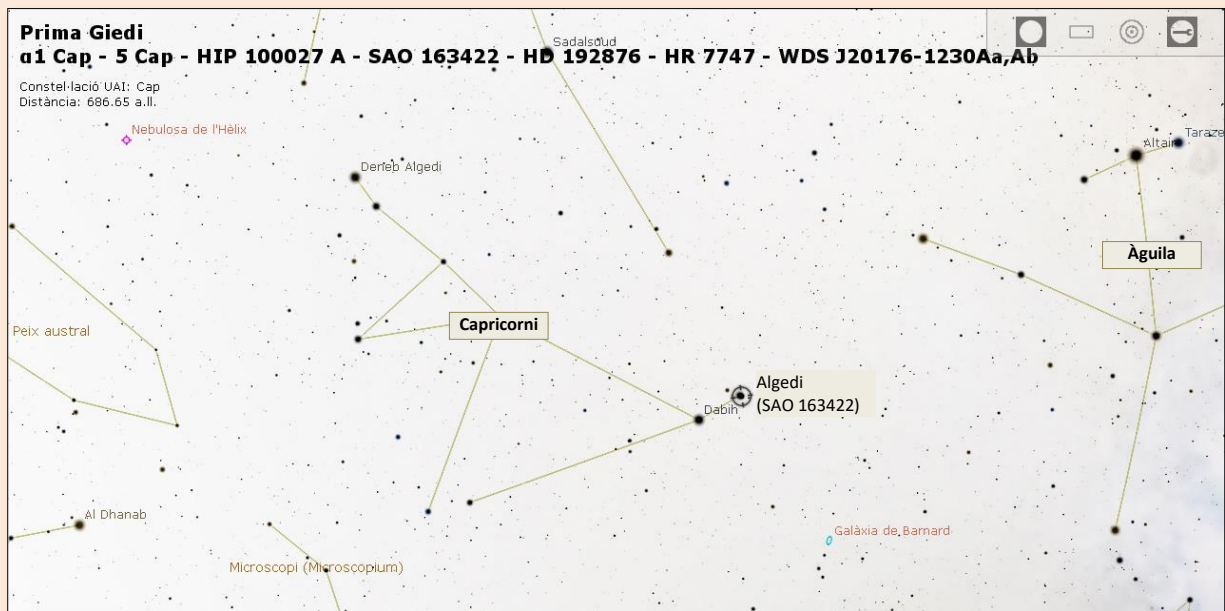 Prima Giedi
α1 Cap - 5 Cap - HIP 100027 A - SAO 163422 - HD 192876 - HR 7747 - WDS J20176-1230Aa,Ab
Constel·lació UAI: Cap
Distància: 686.65 a.ll.
Sadalsuud
Nebulosa de l'Hèlix
Taraze
Altair
Deneb Algedi
Àguila
Capricorni
Peix austral
Algedi
(SAO 163422)
Dabih
Al Dhanab
Galàxia de Barnard
Microscopi (Microscopium)